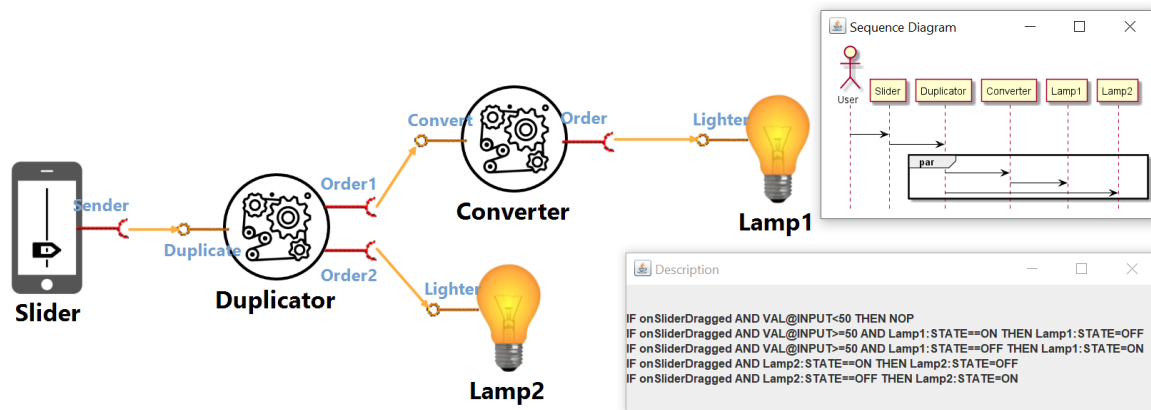 Sender
Slider
Duplicate
Duplicator
Order1
Order2
Convert
Converter
Order
Lighter
Lamp1
Lighter
Lamp2
Sequence Diagram
User
Slider
Duplicator
Converter
Lamp1
Lamp2
par
Description
IF onSliderDragged AND VAL@INPUT<50 THEN NOP
IF onSliderDragged AND VAL@INPUT>=50 AND Lamp1:STATE==ON THEN Lamp1:STATE=OFF
IF onSliderDragged AND VAL@INPUT>=50 AND Lamp1:STATE==OFF THEN Lamp1:STATE=ON
IF onSliderDragged AND Lamp2:STATE==ON THEN Lamp2:STATE=OFF
IF onSliderDragged AND Lamp2:STATE==OFF THEN Lamp2:STATE=ON